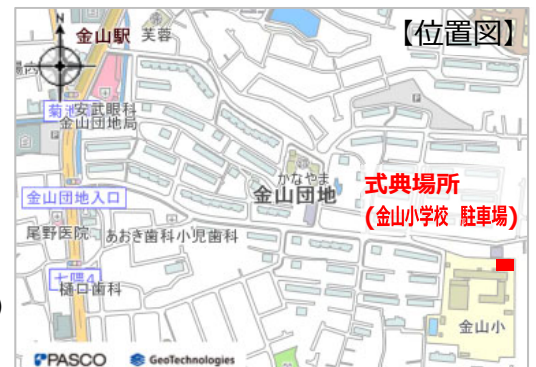 【位置図】
金山駅
芙蓉
安武眼科
金山団地局
かなやま
金山団地
式典場所
(金山小学校 駐車場)
金山団地入口
尾野医院
あおき歯科小児歯科
七隈4
樋口歯科
金山小
PASCO
GeoTechnologies